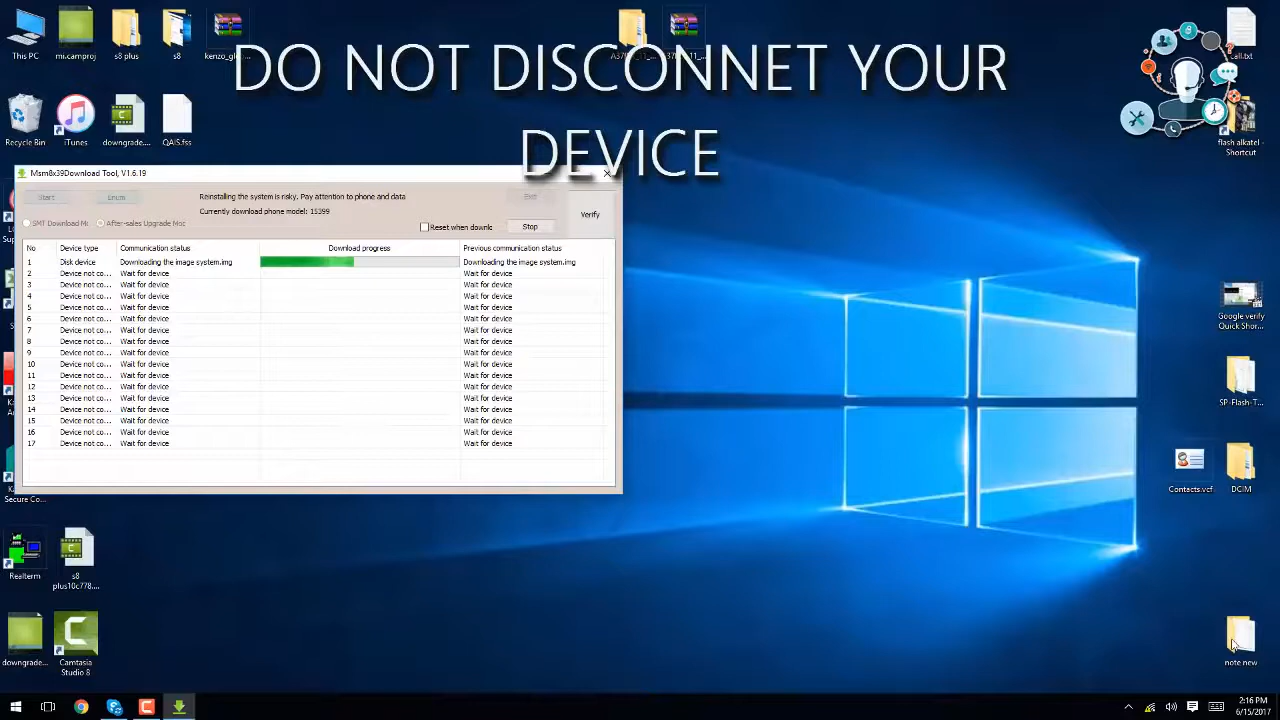 DO NOT DISCONNET YOUR
DEVICE
This PC
mr.camproj
s8 plus
s8
call.txt
Recycle Bin
iTunes
downgrade....
QAIS.fss
flash alkatel - Shortcut
Msm8x39Download Tool, V1.6.19
Start
Enum
Reinstalling the system is risky. Pay attention to phone and data
Verify
Currently download phone model: 15399
SMT Download Mo
After-sales Upgrade Moc
Reset when downlo
Stop
No Device type Communication status Download progress Previous communication status
1 Disk device Downloading the image system.img Downloading the image system.img
2 Device not co... Wait for device Wait for device
3 Device not co... Wait for device Wait for device
4 Device not co... Wait for device Wait for device
5 Device not co... Wait for device Wait for device
6 Device not co... Wait for device Wait for device
7 Device not co... Wait for device Wait for device
8 Device not co... Wait for device Wait for device
9 Device not co... Wait for device Wait for device
10 Device not co... Wait for device Wait for device
11 Device not co... Wait for device Wait for device
12 Device not co... Wait for device Wait for device
13 Device not co... Wait for device Wait for device
14 Device not co... Wait for device Wait for device
15 Device not co... Wait for device Wait for device
16 Device not co... Wait for device Wait for device
17 Device not co... Wait for device Wait for device
Google verify
Quick Shor...
SP-Flash-T...
Contacts.vcf
DCIM
Secure Co...
Realterm
s8
plus10c778....
downgrade...
Camtasia
Studio 8
note new
2:16 PM
6/15/2017